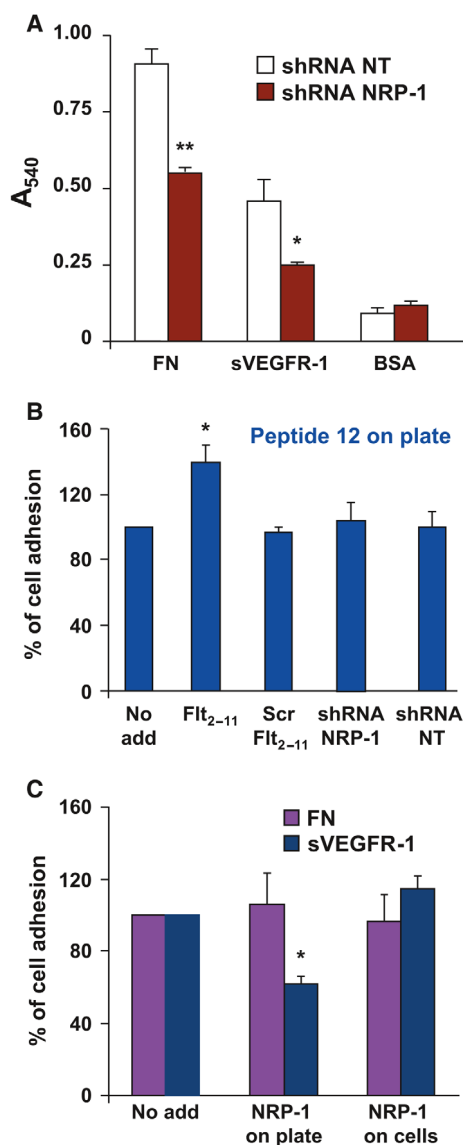 A
1.00
0.75
0.50
0.25
0
A540
shRNA NT
shRNA NRP-1
**
*
FN sVEGFR-1 BSA
B
160
120
80
40
0
% of cell adhesion
Peptide 12 on plate
*
No add
Flt2–11
Scr Flt2–11
shRNA NRP-1
shRNA NT
C
160
120
80
40
0
% of cell adhesion
FN
sVEGFR-1
*
No add
NRP-1 on plate
NRP-1 on cells